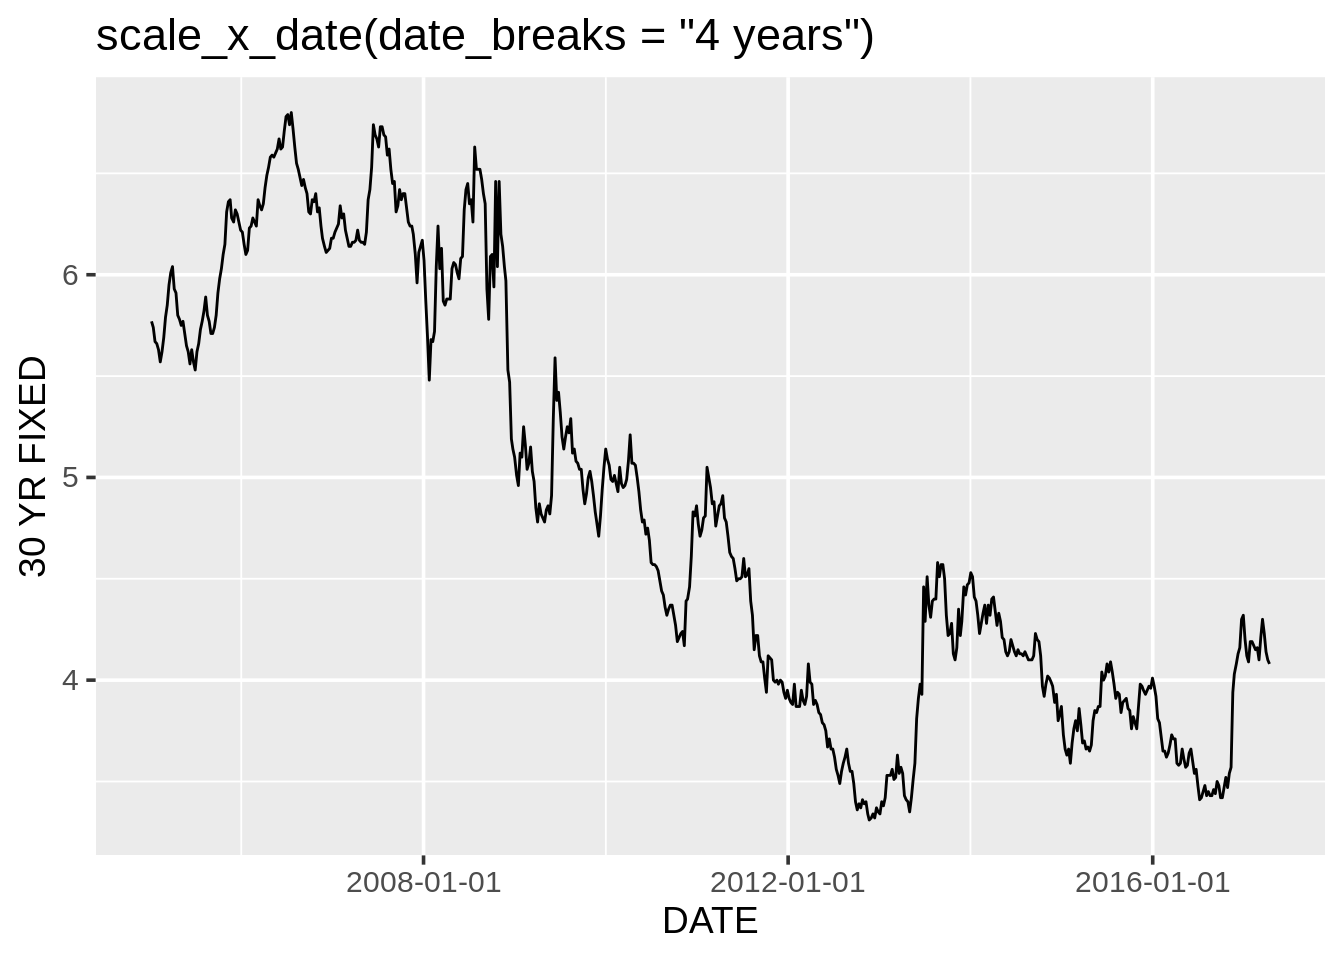 scale_x_date(date_breaks = "4 years")
30 YR FIXED
6
5
4
2008-01-01 2012-01-01 2016-01-01
DATE